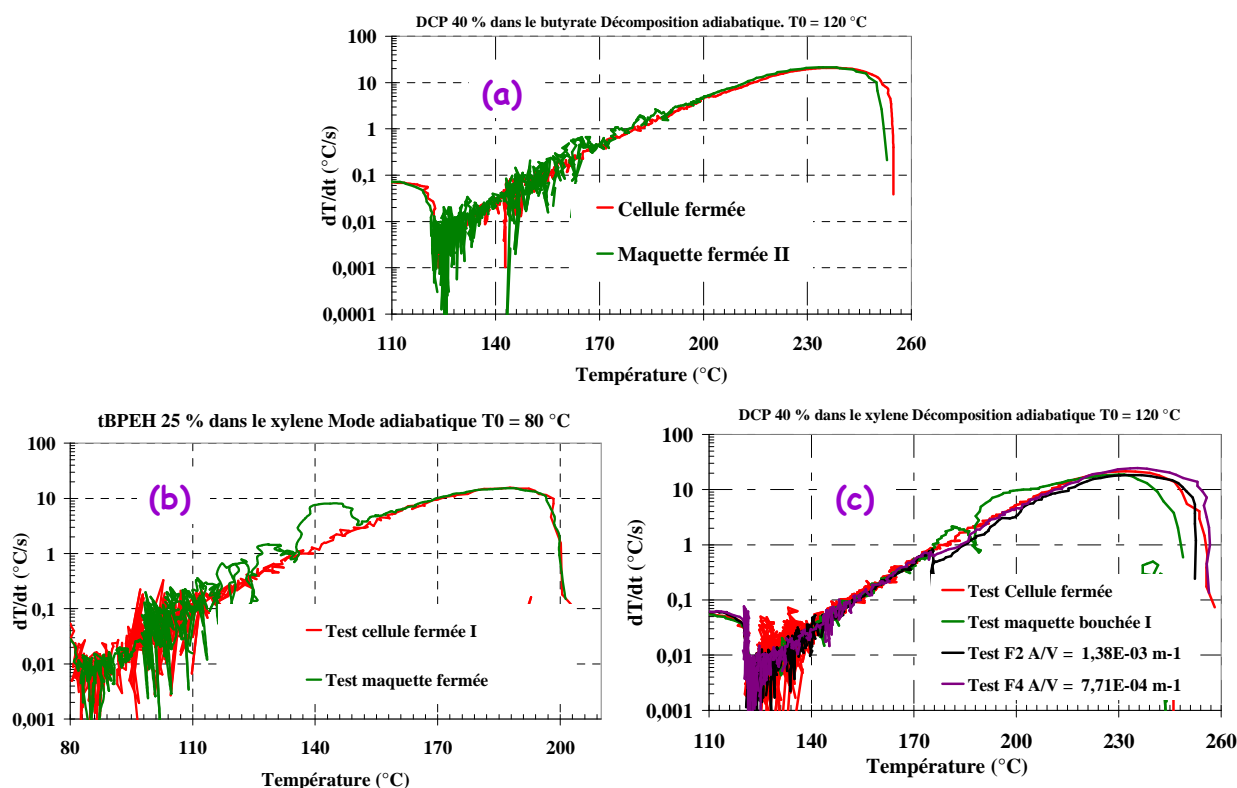 DCP 40 % dans le butyrate Décomposition adiabatique. T0 = 120 °C
100
10
1
0,1
0,01
0,001
0,0001
dT/dt (°C/s)
(a)
Cellule fermée
Maquette fermée II
110 140 170 200 230 260
Température (°C)
tBPEH 25 % dans le xylene Mode adiabatique T0 = 80 °C
100
10
1
0,1
0,01
0,001
dT/dt (°C/s)
(b)
Test cellule fermée I
Test maquette fermée
80 110 140 170 200
Température (°C)
DCP 40 % dans le xylene Décomposition adiabatique T0 = 120 °C
100
10
1
0,1
0,01
0,001
dT/dt (°C/s)
(c)
Test Cellule fermée
Test maquette bouchée I
Test F2 A/V = 1,38E-03 m-1
Test F4 A/V = 7,71E-04 m-1
110 140 170 200 230 260
Température (°C)